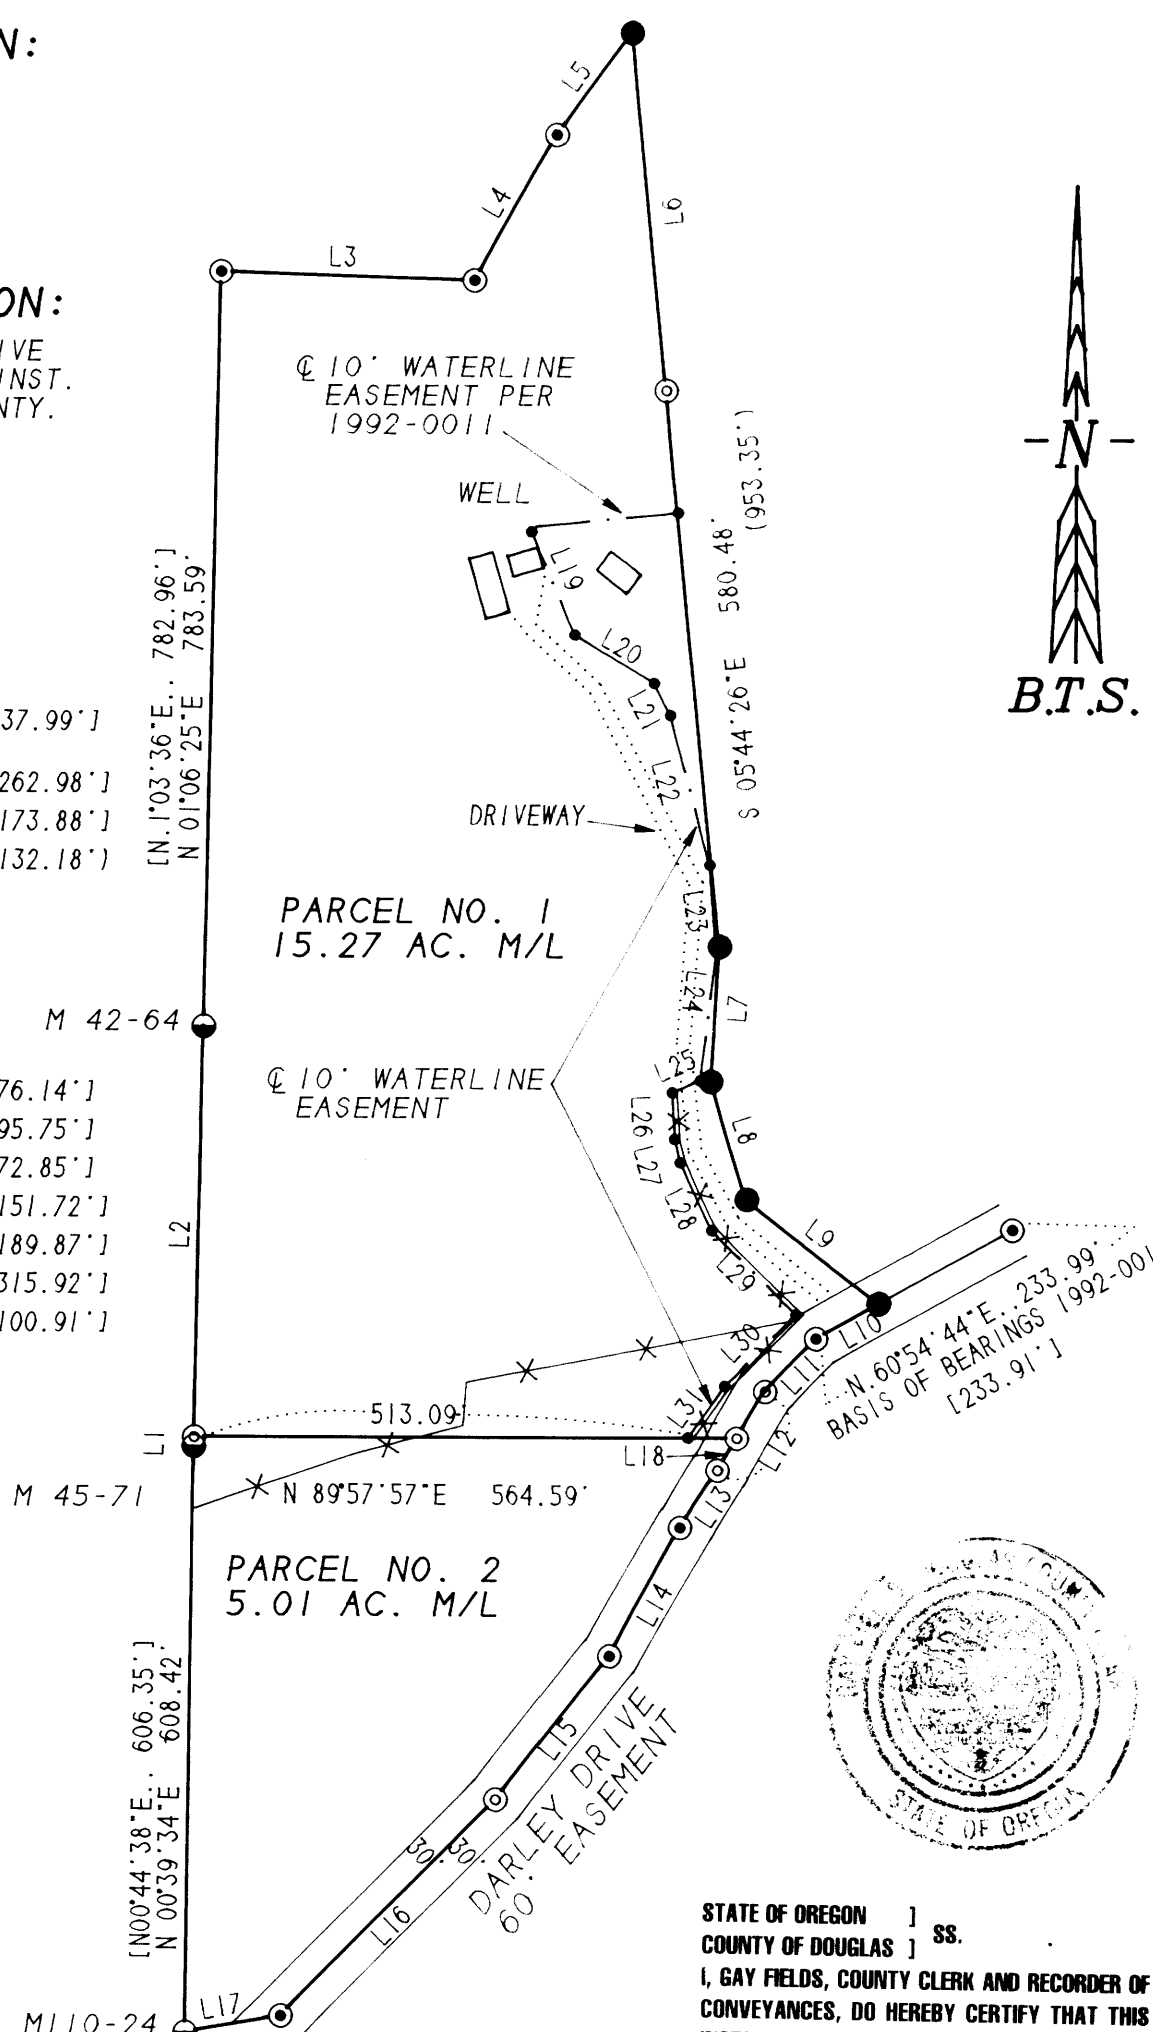 N:
ON:
IVE
INST.
NTY.
L5
L4
L3
L6
℄ 10' WATERLINE
EASEMENT PER
1992-0011
WELL
-N-
B.T.S.
[N.1°03'36"E.. 782.96']
N 01°06'25"E 783.59'
S 05°44'26"E 580.48'
(953.35')
L19
L20
L21
L22
37.99']
262.98']
173.88']
132.18')
DRIVEWAY
PARCEL NO. 1
15.27 AC. M/L
L23
L24
L7
M 42-64
℄ 10' WATERLINE
EASEMENT
L25
L26
L27
L28
L8
L9
L29
76.14']
95.75']
72.85']
151.72']
189.87']
315.92']
100.91']
L2
L30
L10
L11
N.60°54'44"E..233.99'
BASIS OF BEARINGS 1992-001
[233.91']
L31
L12
513.09
L1
L18
M 45-71
N 89°57'57"E 564.59'
L13
PARCEL NO. 2
5.01 AC. M/L
L14
[N00°44'38"E.. 606.35']
N 00°39'34"E 608.42'
L15
DARLEY DRIVE
60' EASEMENT
30'
30'
L16
L17
M110-24
STATE OF OREGON
STATE OF OREGON ]
COUNTY OF DOUGLAS ] SS.
I, GAY FIELDS, COUNTY CLERK AND RECORDER OF
CONVEYANCES, DO HEREBY CERTIFY THAT THIS